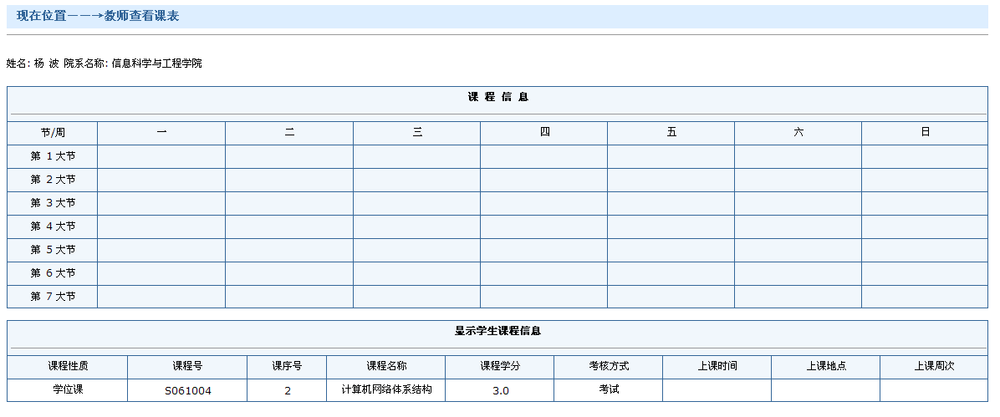 现在位置－－→教师查看课表
姓名: 杨 波 院系名称: 信息科学与工程学院
课 程 信 息
节/周 一 二 三 四 五 六 日
第 1 大节
第 2 大节
第 3 大节
第 4 大节
第 5 大节
第 6 大节
第 7 大节
显示学生课程信息
课程性质 课程号 课序号 课程名称 课程学分 考核方式 上课时间 上课地点 上课周次
学位课 S061004 2 计算机网络体系结构 3.0 考试